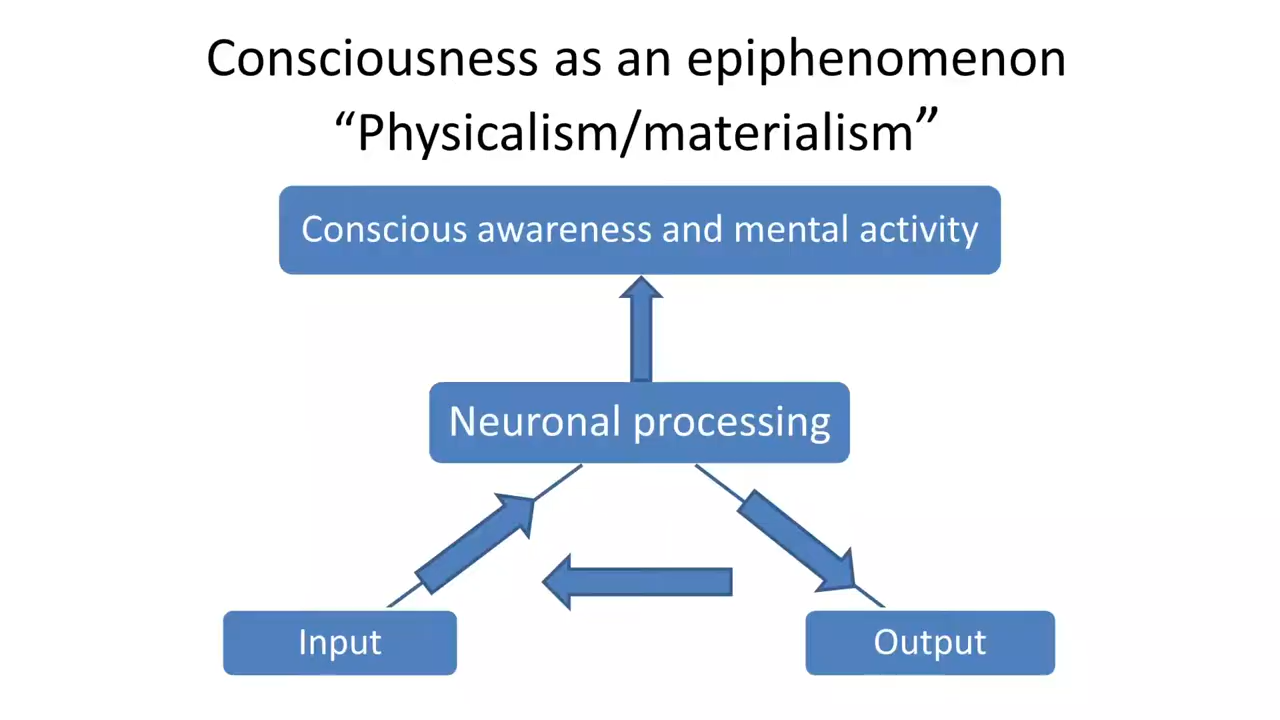 Consciousness as an epiphenomenon
“Physicalism/materialism”
Conscious awareness and mental activity
Neuronal processing
Input
Output